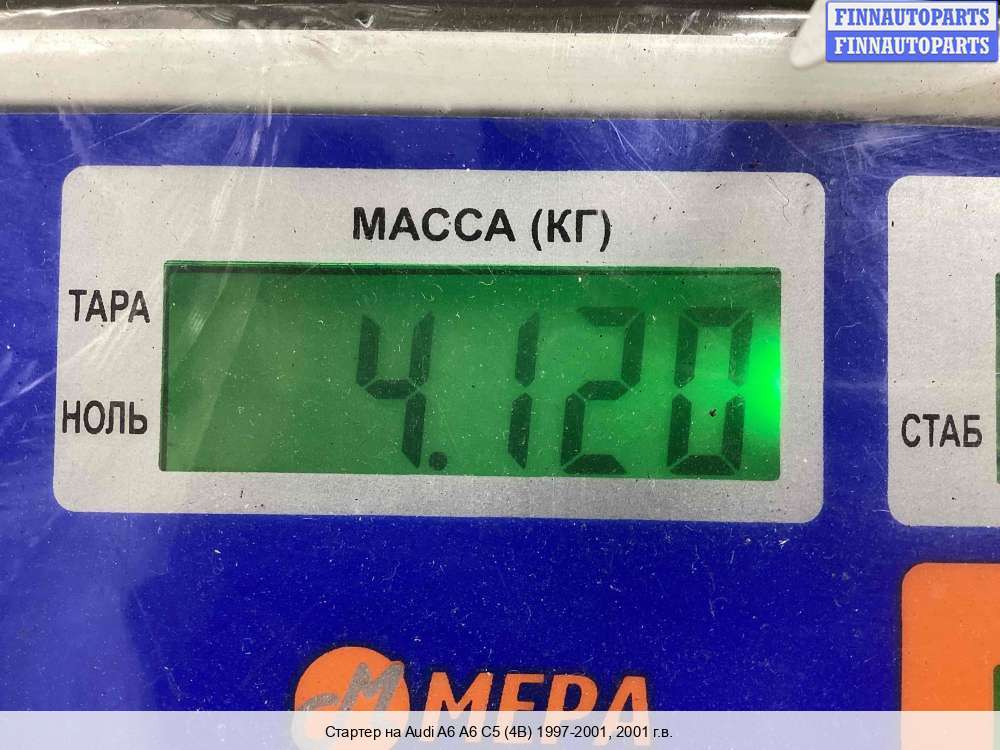 FINNAUTOPARTS
FINNAUTOPARTS
МАССА (КГ)
ТАРА
4.120
НОЛЬ
СТАБ
МЕРА
Стартер на Audi A6 A6 C5 (4B) 1997-2001, 2001 г.в.